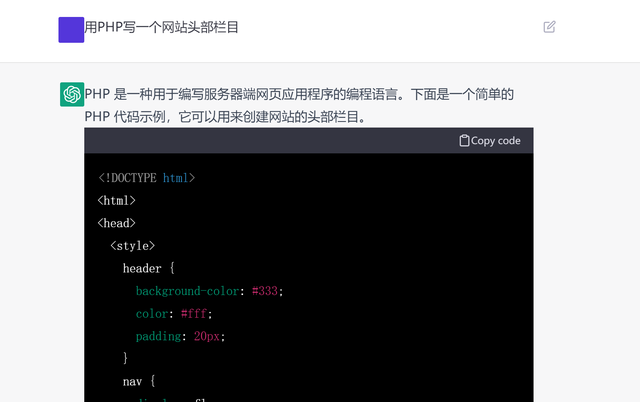 用PHP写一个网站头部栏目
PHP 是一种用于编写服务器端网页应用程序的编程语言。下面是一个简单的
PHP 代码示例，它可以用来创建网站的头部栏目。
Copy code
<!DOCTYPE html>
<html>
<head>
<style>
header {
background-color: #333;
color: #fff;
padding: 20px;
}
nav {